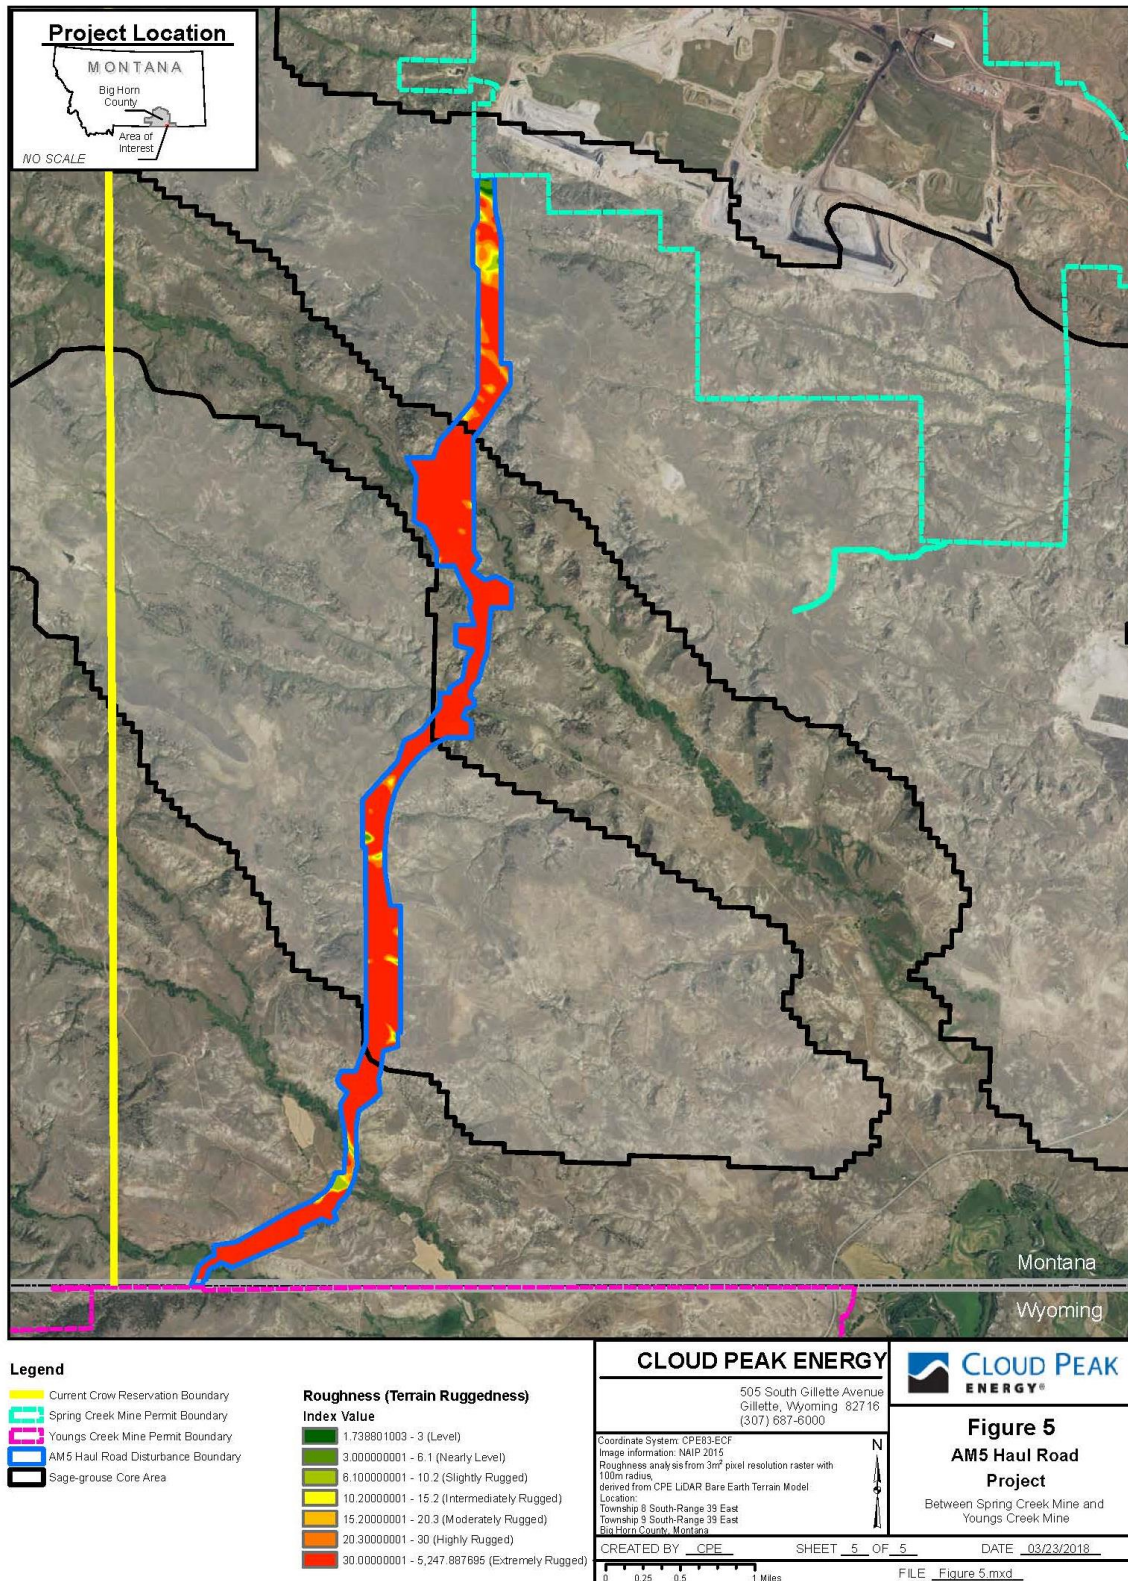 Project Location
MONTANA
Big Horn
County
Area of
Interest
NO SCALE
Montana
Wyoming
Legend
Current Crow Reservation Boundary
Spring Creek Mine Permit Boundary
Youngs Creek Mine Permit Boundary
AM5 Haul Road Disturbance Boundary
Sage-grouse Core Area
Roughness (Terrain Ruggedness)
Index Value
1.738801003 - 3 (Level)
3.000000001 - 6.1 (Nearly Level)
6.100000001 - 10.2 (Slightly Rugged)
10.20000001 - 15.2 (Intermediately Rugged)
15.20000001 - 20.3 (Moderately Rugged)
20.30000001 - 30 (Highly Rugged)
30.00000001 - 5,247.887695 (Extremely Rugged)
CLOUD PEAK ENERGY
505 South Gillette Avenue
Gillette, Wyoming 82716
(307) 687-6000
Coordinate System: CPE83-ECF
Image information: NAIP 2015
Roughness analysis from 3m² pixel resolution raster with
100m radius,
derived from CPE LiDAR Bare Earth Terrain Model
Location:
Township 8 South-Range 39 East
Township 9 South-Range 39 East
Big Horn County, Montana
N
CLOUD PEAK
ENERGY®
Figure 5
AM5 Haul Road
Project
Between Spring Creek Mine and
Youngs Creek Mine
CREATED BY CPE SHEET 5 OF 5 DATE 03/23/2018
0 0.25 0.5 1 Miles
FILE Figure 5.mxd